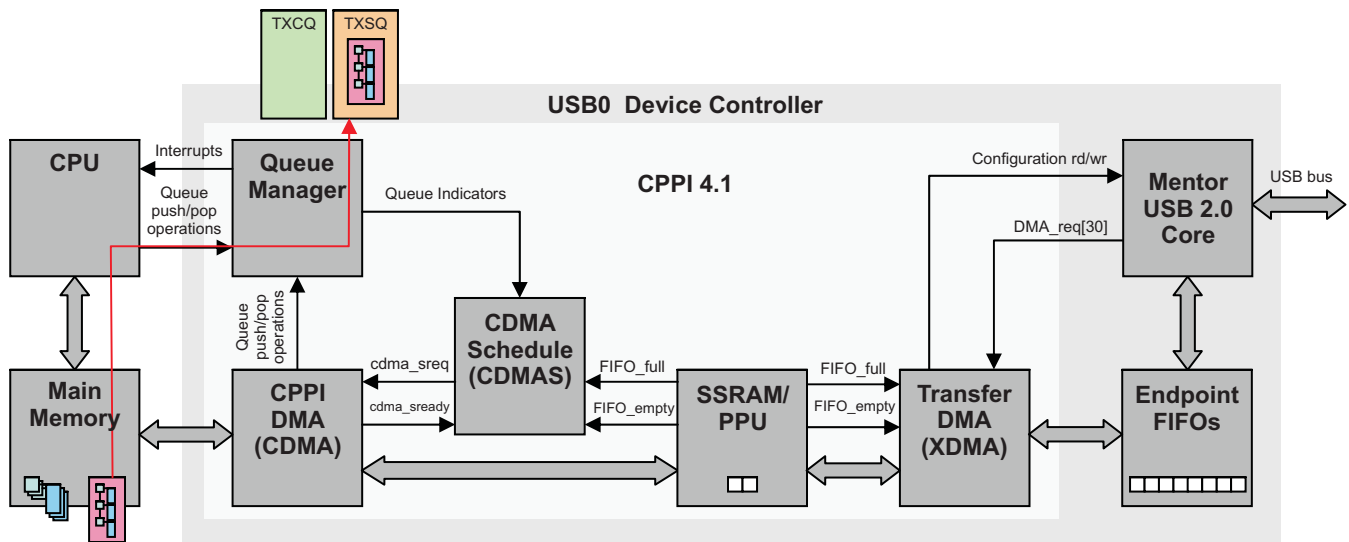 TXCQ
TXSQ
USB0 Device Controller
CPU
Interrupts
Queue
push/pop
operations
Queue
Manager
Queue Indicators
CPPI 4.1
Configuration rd/wr
DMA_req[30]
Mentor
USB 2.0
Core
USB bus
Queue
push/pop
operations
CDMA
Schedule
(CDMAS)
cdma_sreq
cdma_sready
FIFO_full
FIFO_empty
Main
Memory
CPPI
DMA
(CDMA)
SSRAM/
PPU
FIFO_full
FIFO_empty
Transfer
DMA
(XDMA)
Endpoint
FIFOs